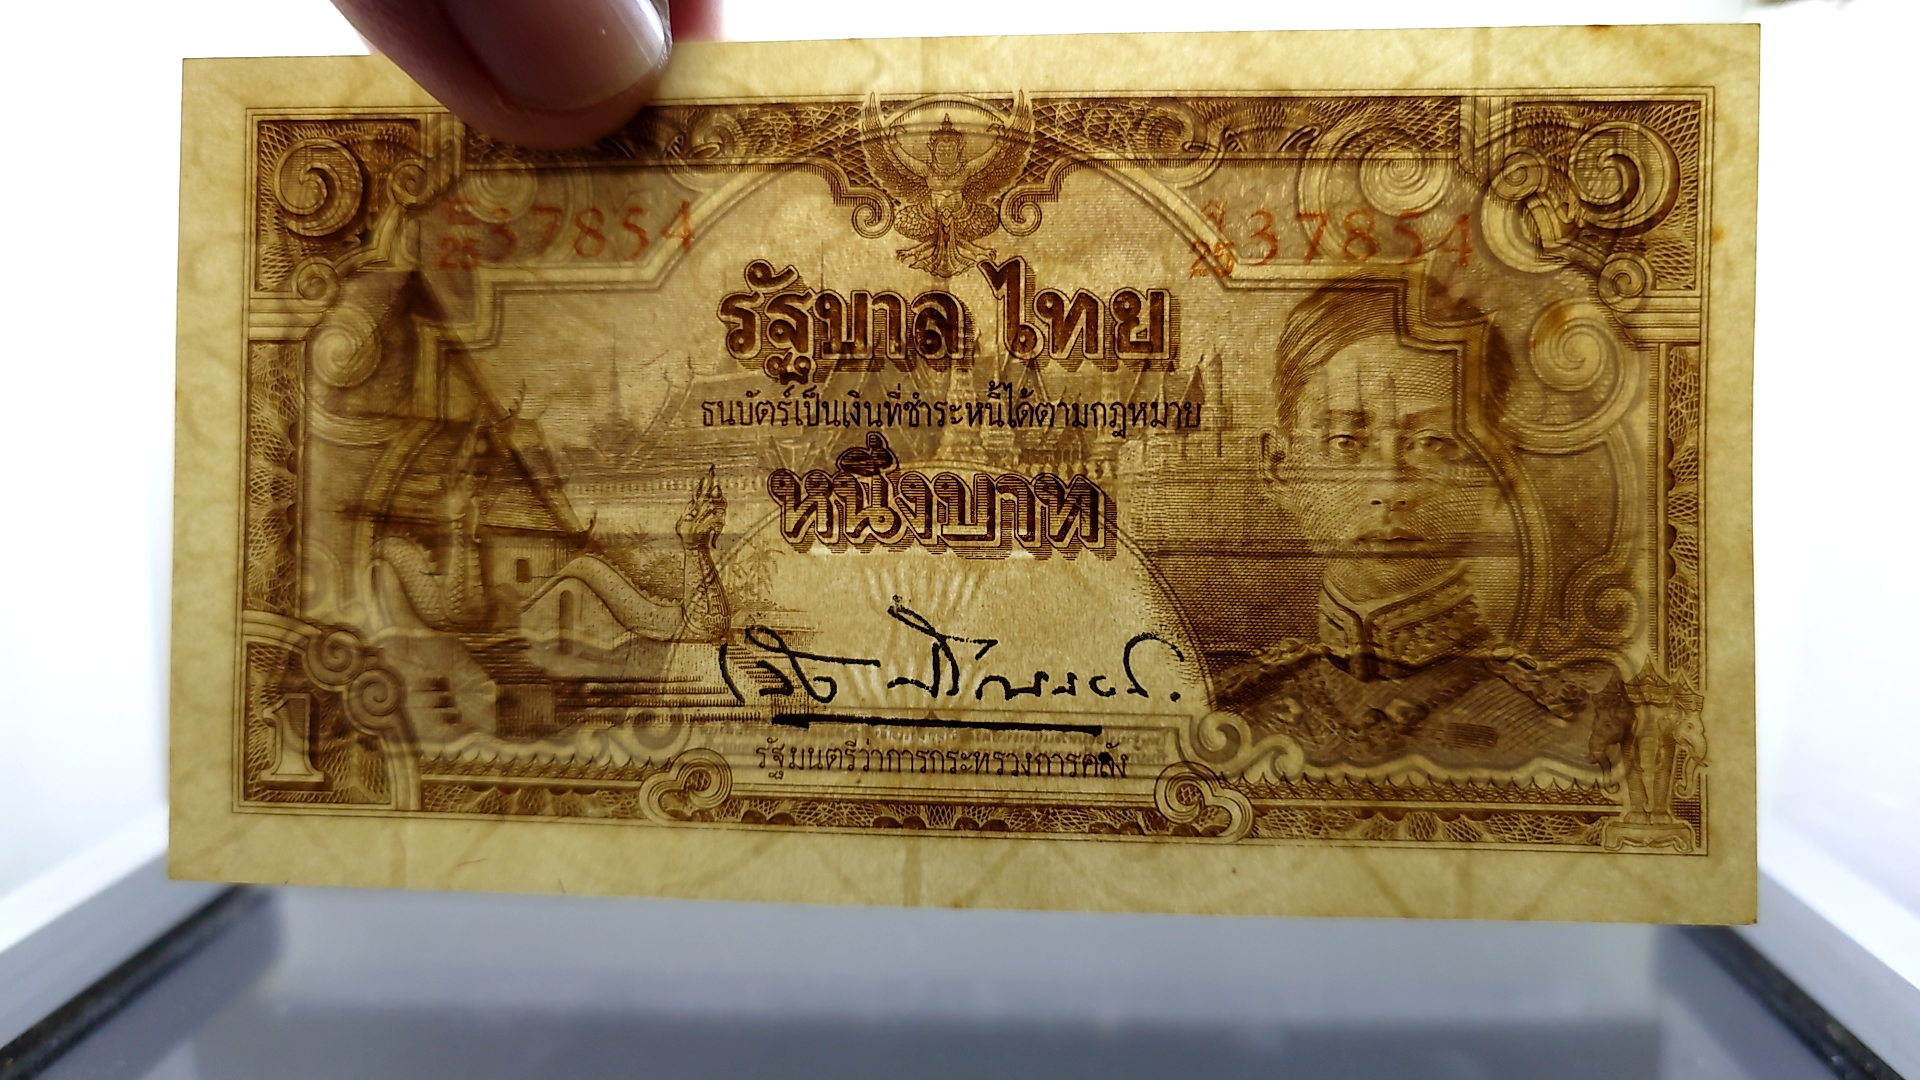 ๑
๑
25 37854
25 37854
รัฐบาล ไทย
ธนบัตร์เป็นเงินที่ชำระหนี้ได้ตามกฎหมาย
หนึ่งบาท
1
รัฐมนตรีว่าการกระทรวงการคลัง